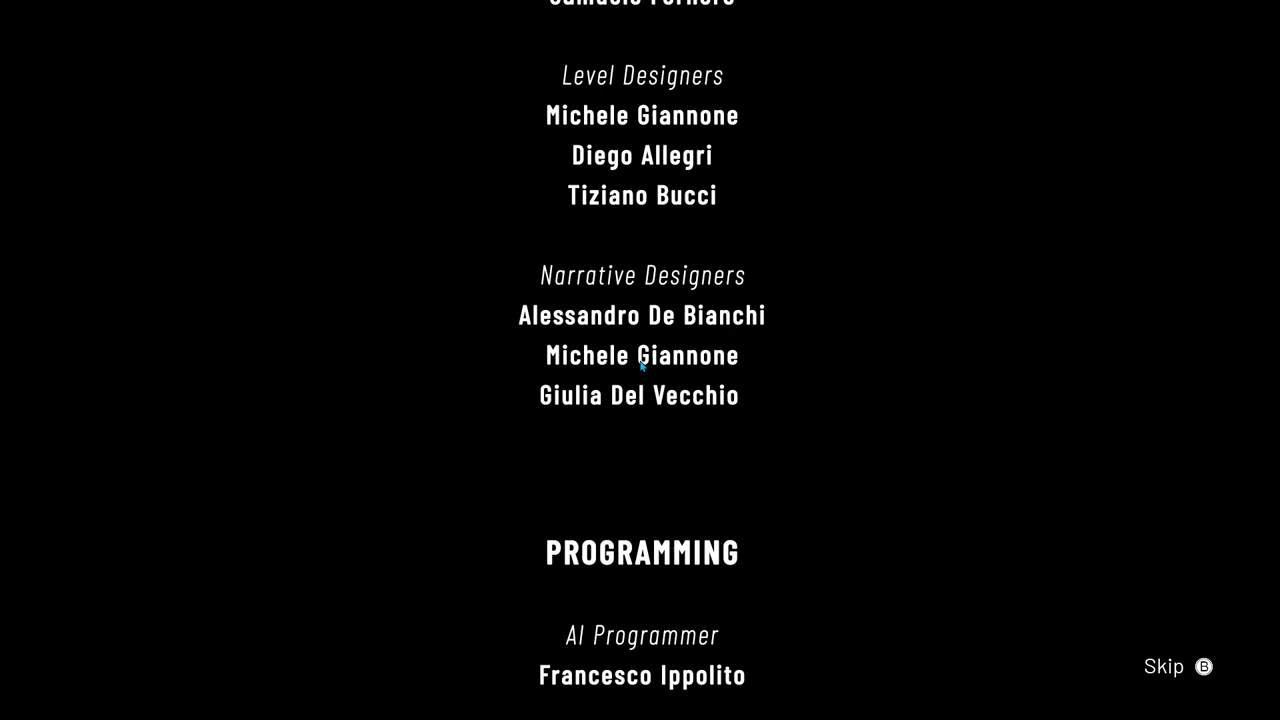 Level Designers
Michele Giannone
Diego Allegri
Tiziano Bucci
Narrative Designers
Alessandro De Bianchi
Michele Giannone
Giulia Del Vecchio
PROGRAMMING
AI Programmer
Francesco Ippolito
Skip B